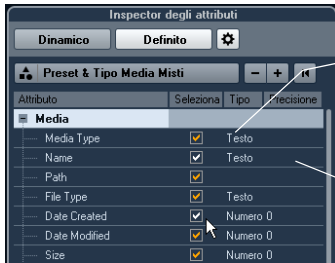 Inspector degli attributi
Dinamico Definito
Preset & Tipo Media Misti
Attributo Seleziona Tipo Precisione
Media
Media Type Testo
Name Testo
Path
File Type Testo
Date Created Numero 0
Date Modified Numero 0
Size Numero 0